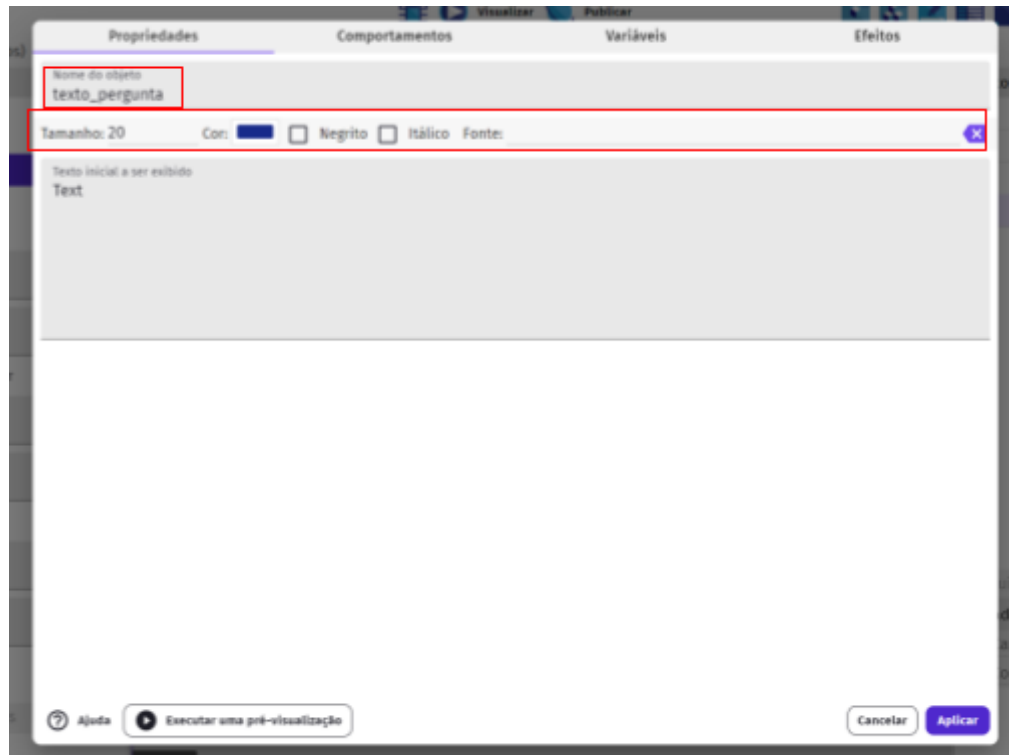 Visualizar Publicar
Propriedades Comportamentos Variáveis Efeitos
Nome do objeto
texto_pergunta
Tamanho: 20 Cor: Negrito Itálico Fonte:
Texto inicial a ser exibido
Text
Ajuda Executar uma pré-visualização Cancelar Aplicar